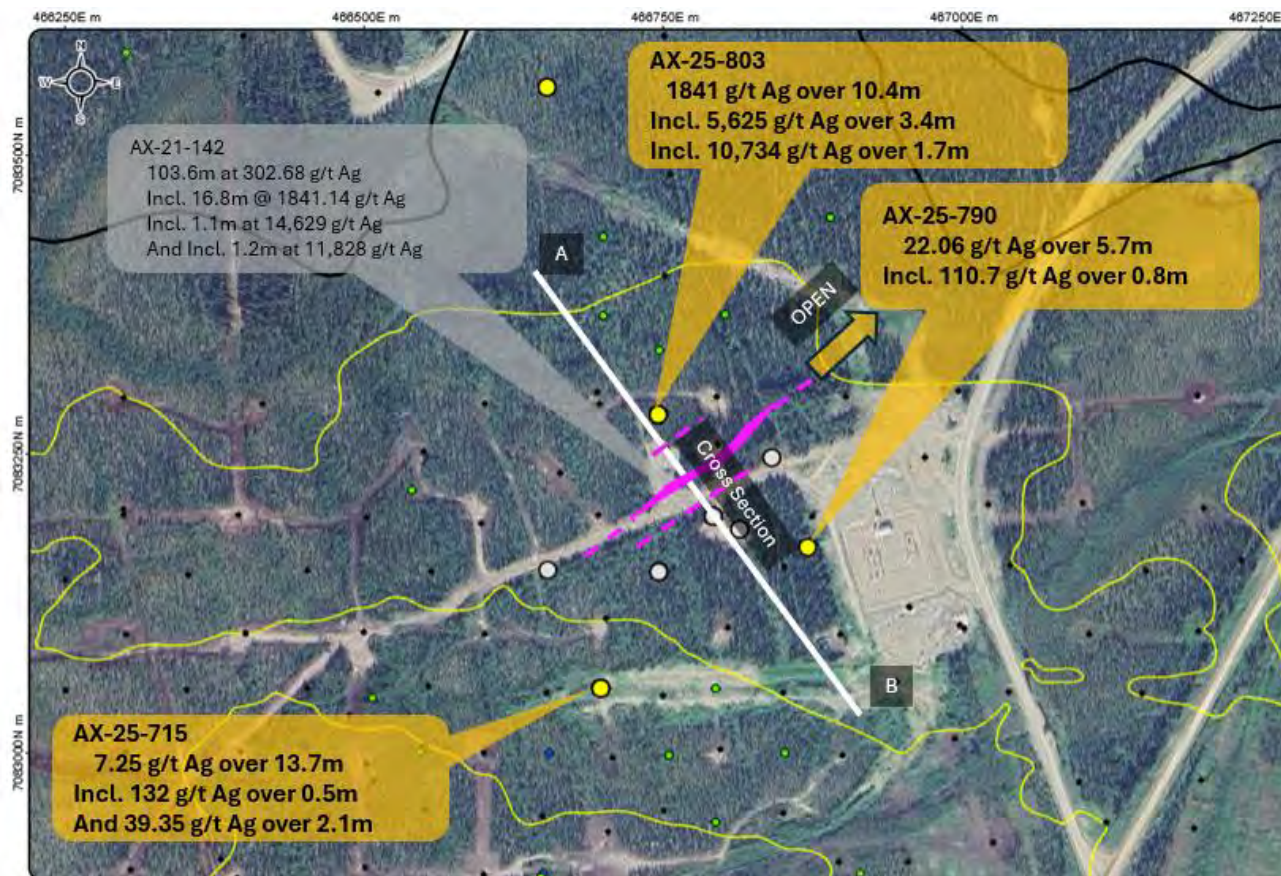 466250E m
466500E m
466750E m
467000E m
467250E m
7083500N m
7083250N m
7083000N m
N
W
E
S
AX-25-803
1841 g/t Ag over 10.4m
Incl. 5,625 g/t Ag over 3.4m
Incl. 10,734 g/t Ag over 1.7m
AX-21-142
103.6m at 302.68 g/t Ag
Incl. 16.8m @ 1841.14 g/t Ag
Incl. 1.1m at 14,629 g/t Ag
And Incl. 1.2m at 11,828 g/t Ag
AX-25-790
22.06 g/t Ag over 5.7m
Incl. 110.7 g/t Ag over 0.8m
A
OPEN
Cross Section
B
AX-25-715
7.25 g/t Ag over 13.7m
Incl. 132 g/t Ag over 0.5m
And 39.35 g/t Ag over 2.1m